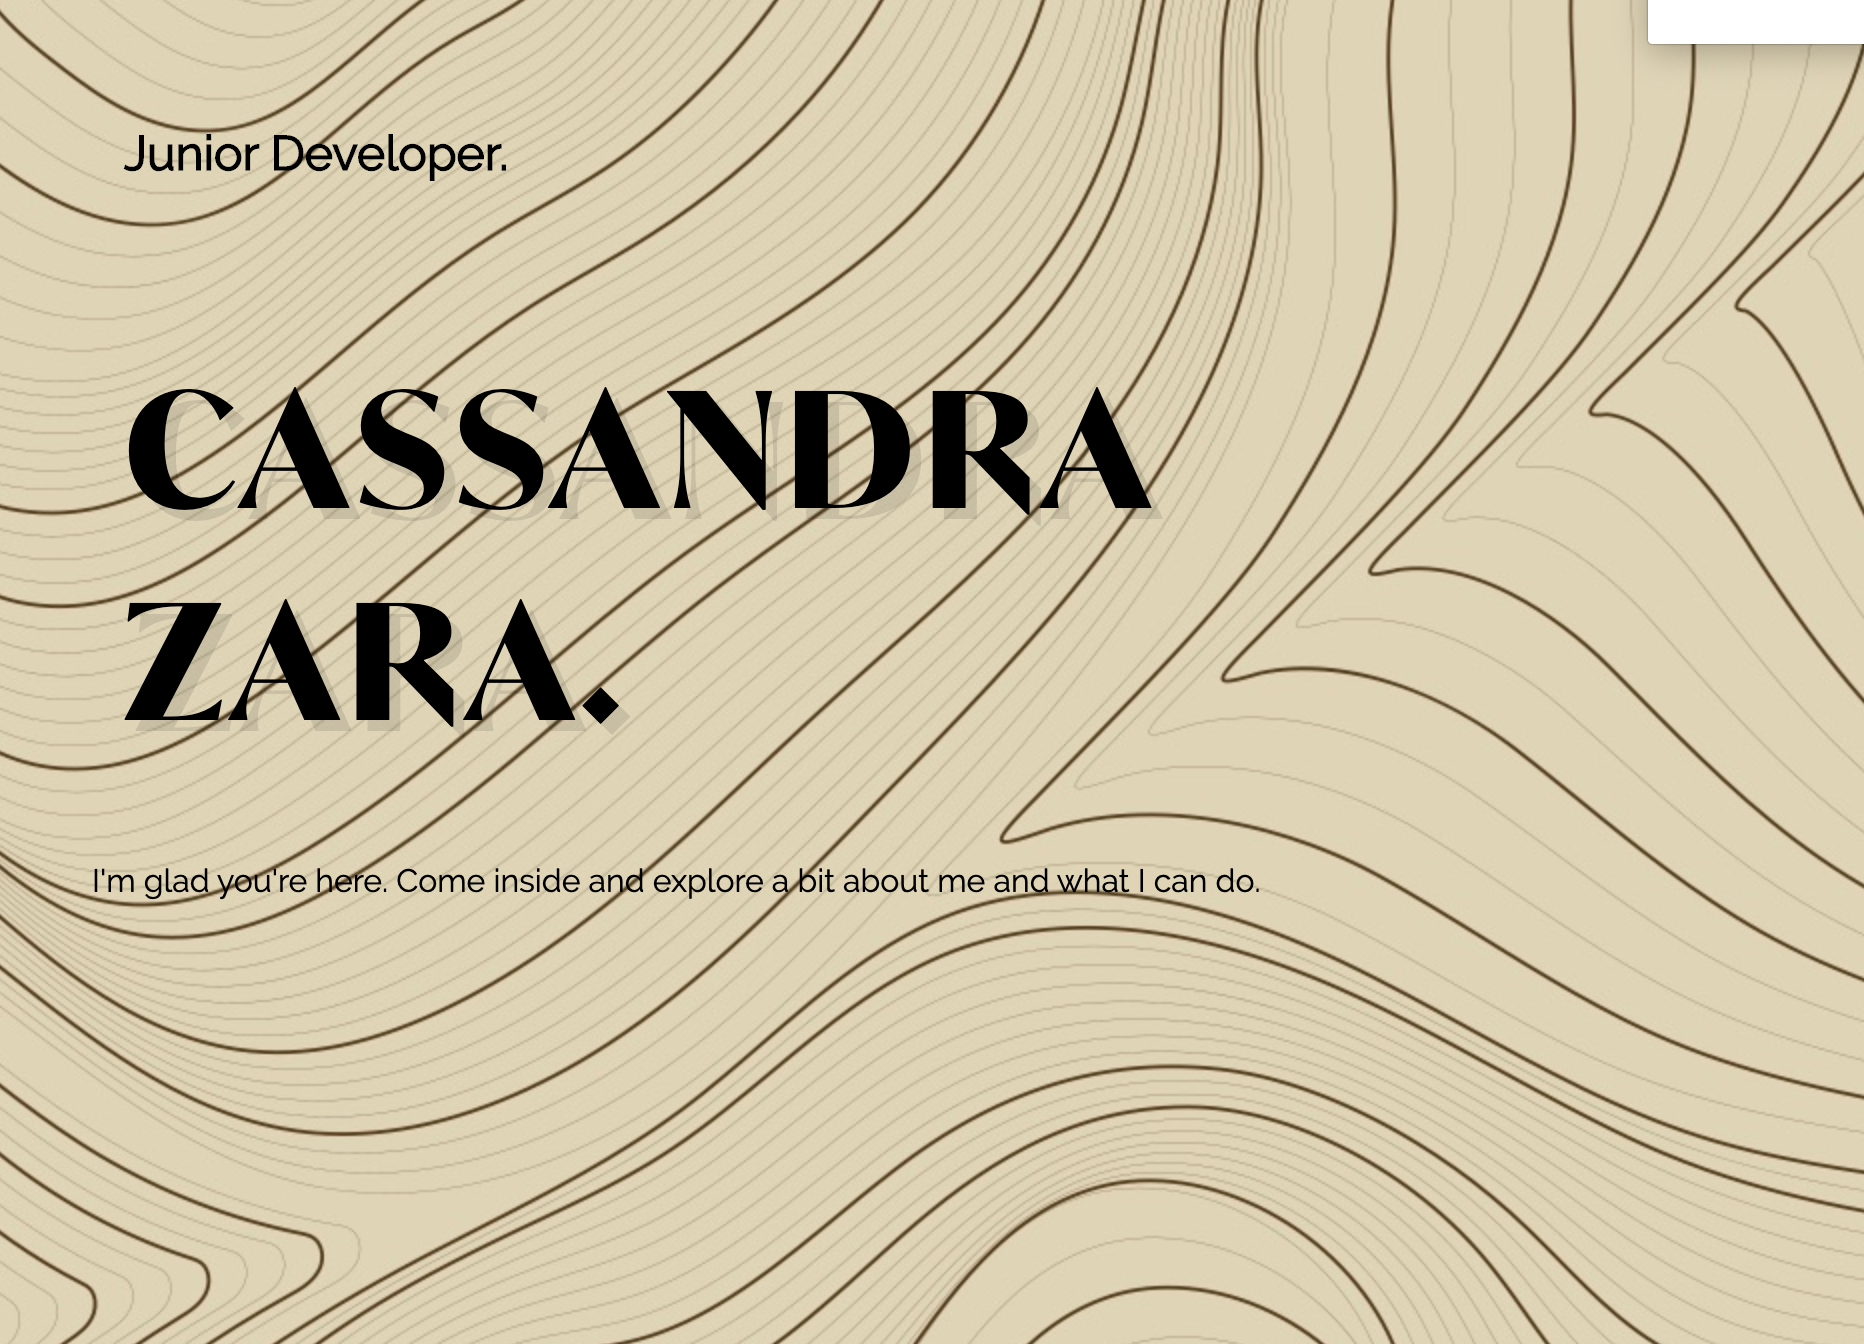 Junior Developer.
CASSANDRA
ZARA.
I'm glad you're here. Come inside and explore a bit about me and what I can do.